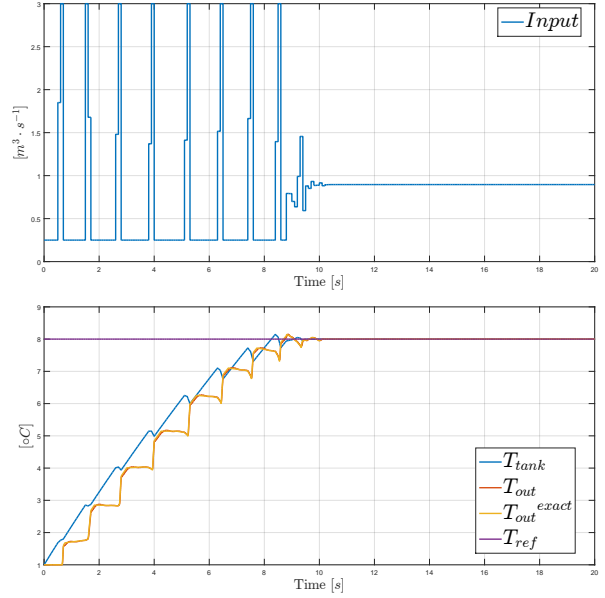 3
2.5
2
1.5
1
0.5
0
[m³ · s⁻¹]
Input
0 2 4 6 8 10 12 14 16 18 20
Time [s]
9
8
7
6
5
4
3
2
1
[∘C]
T_tank
T_out
T_out^exact
T_ref
0 2 4 6 8 10 12 14 16 18 20
Time [s]